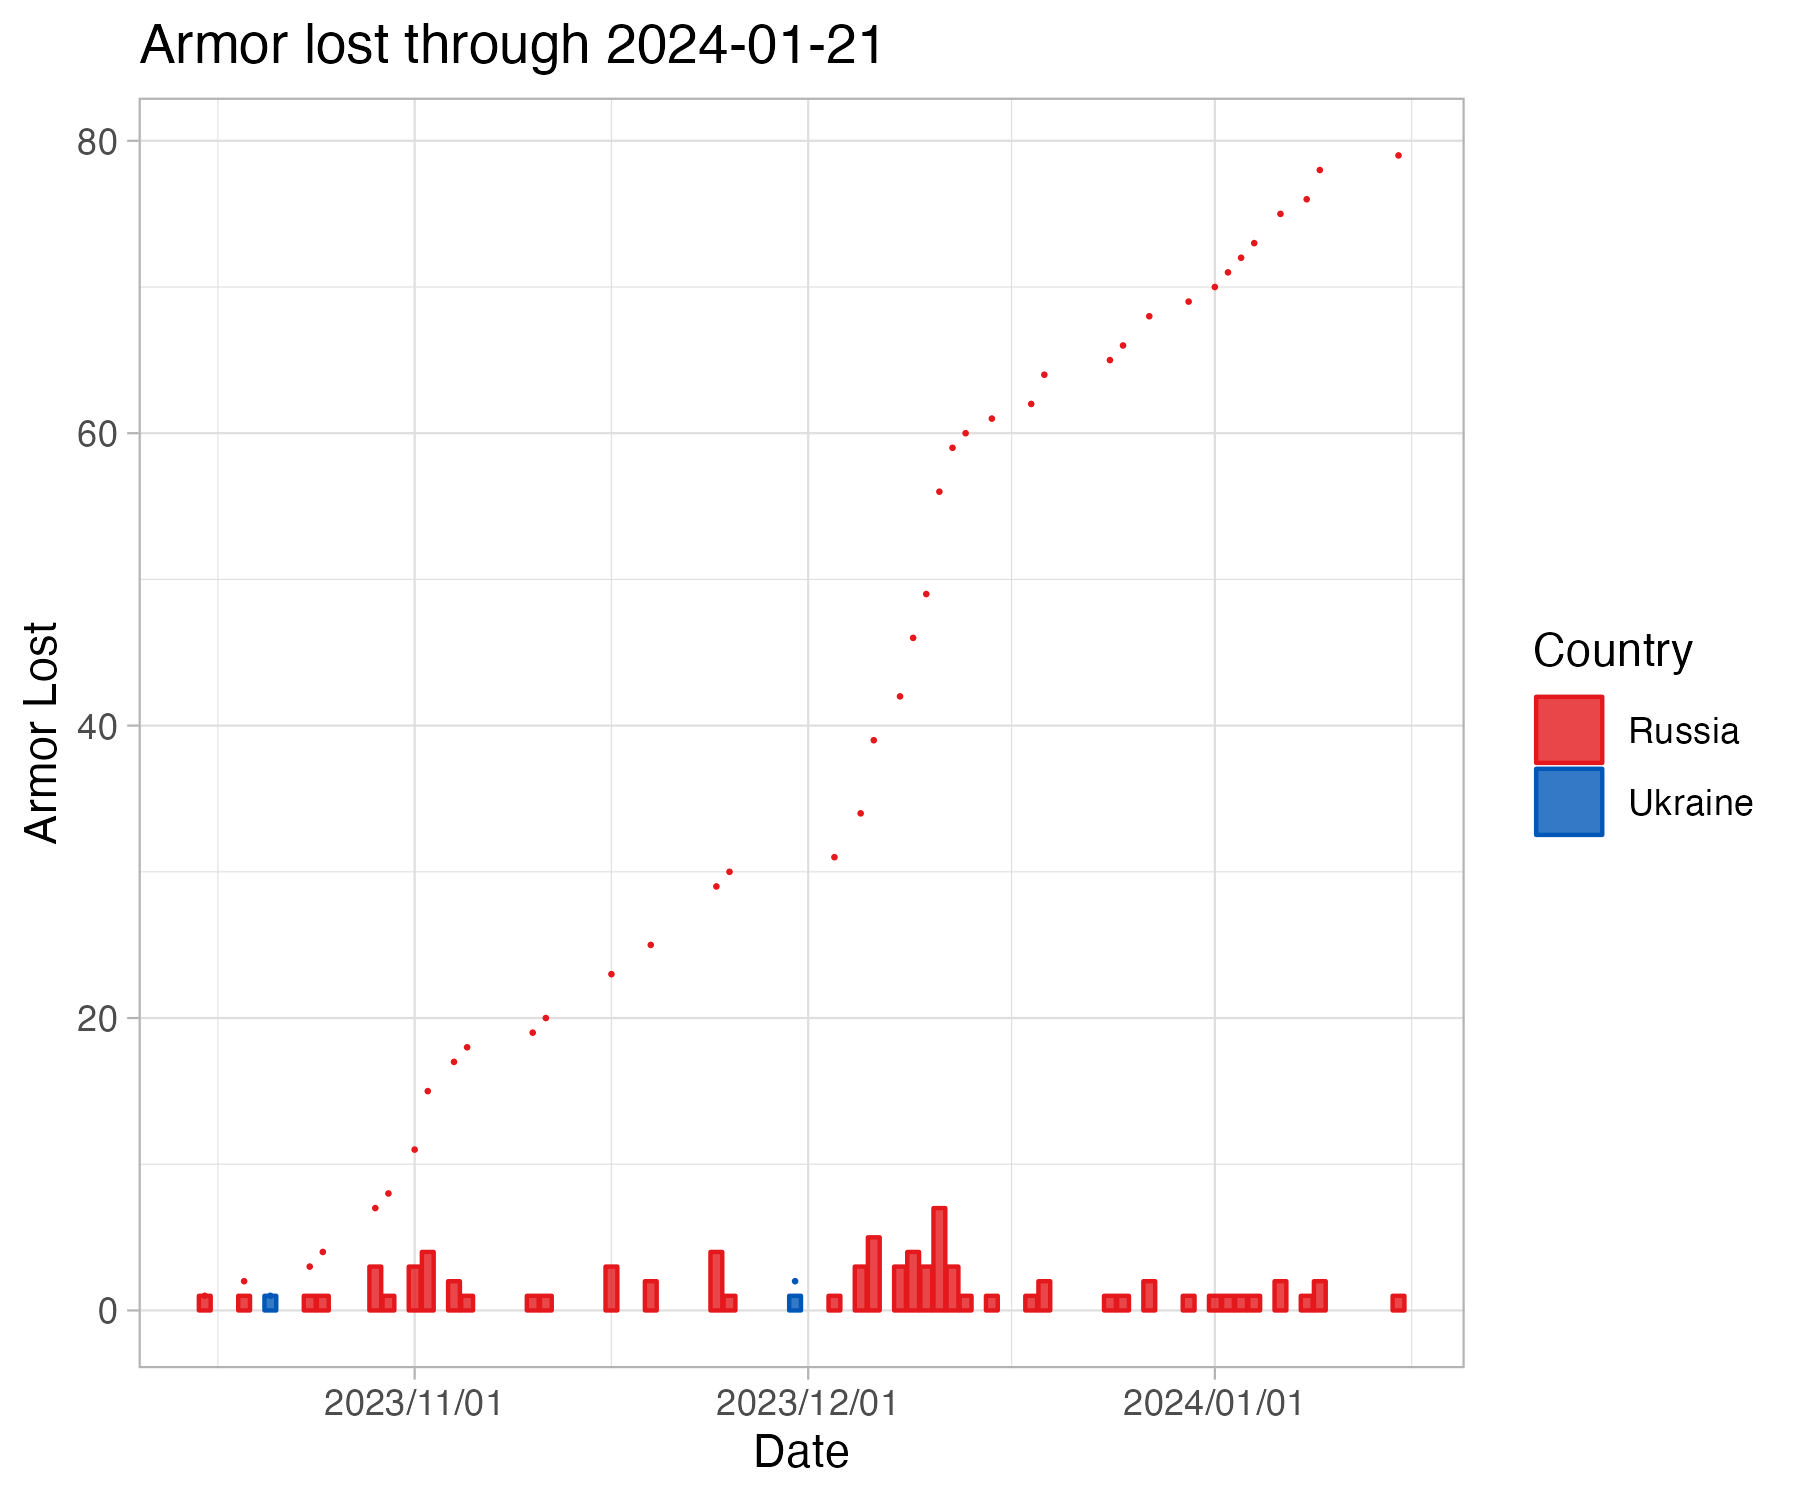 Armor lost through 2024-01-21
80
60
40
20
0
Armor Lost
2023/11/01
2023/12/01
2024/01/01
Date
Country
Russia
Ukraine